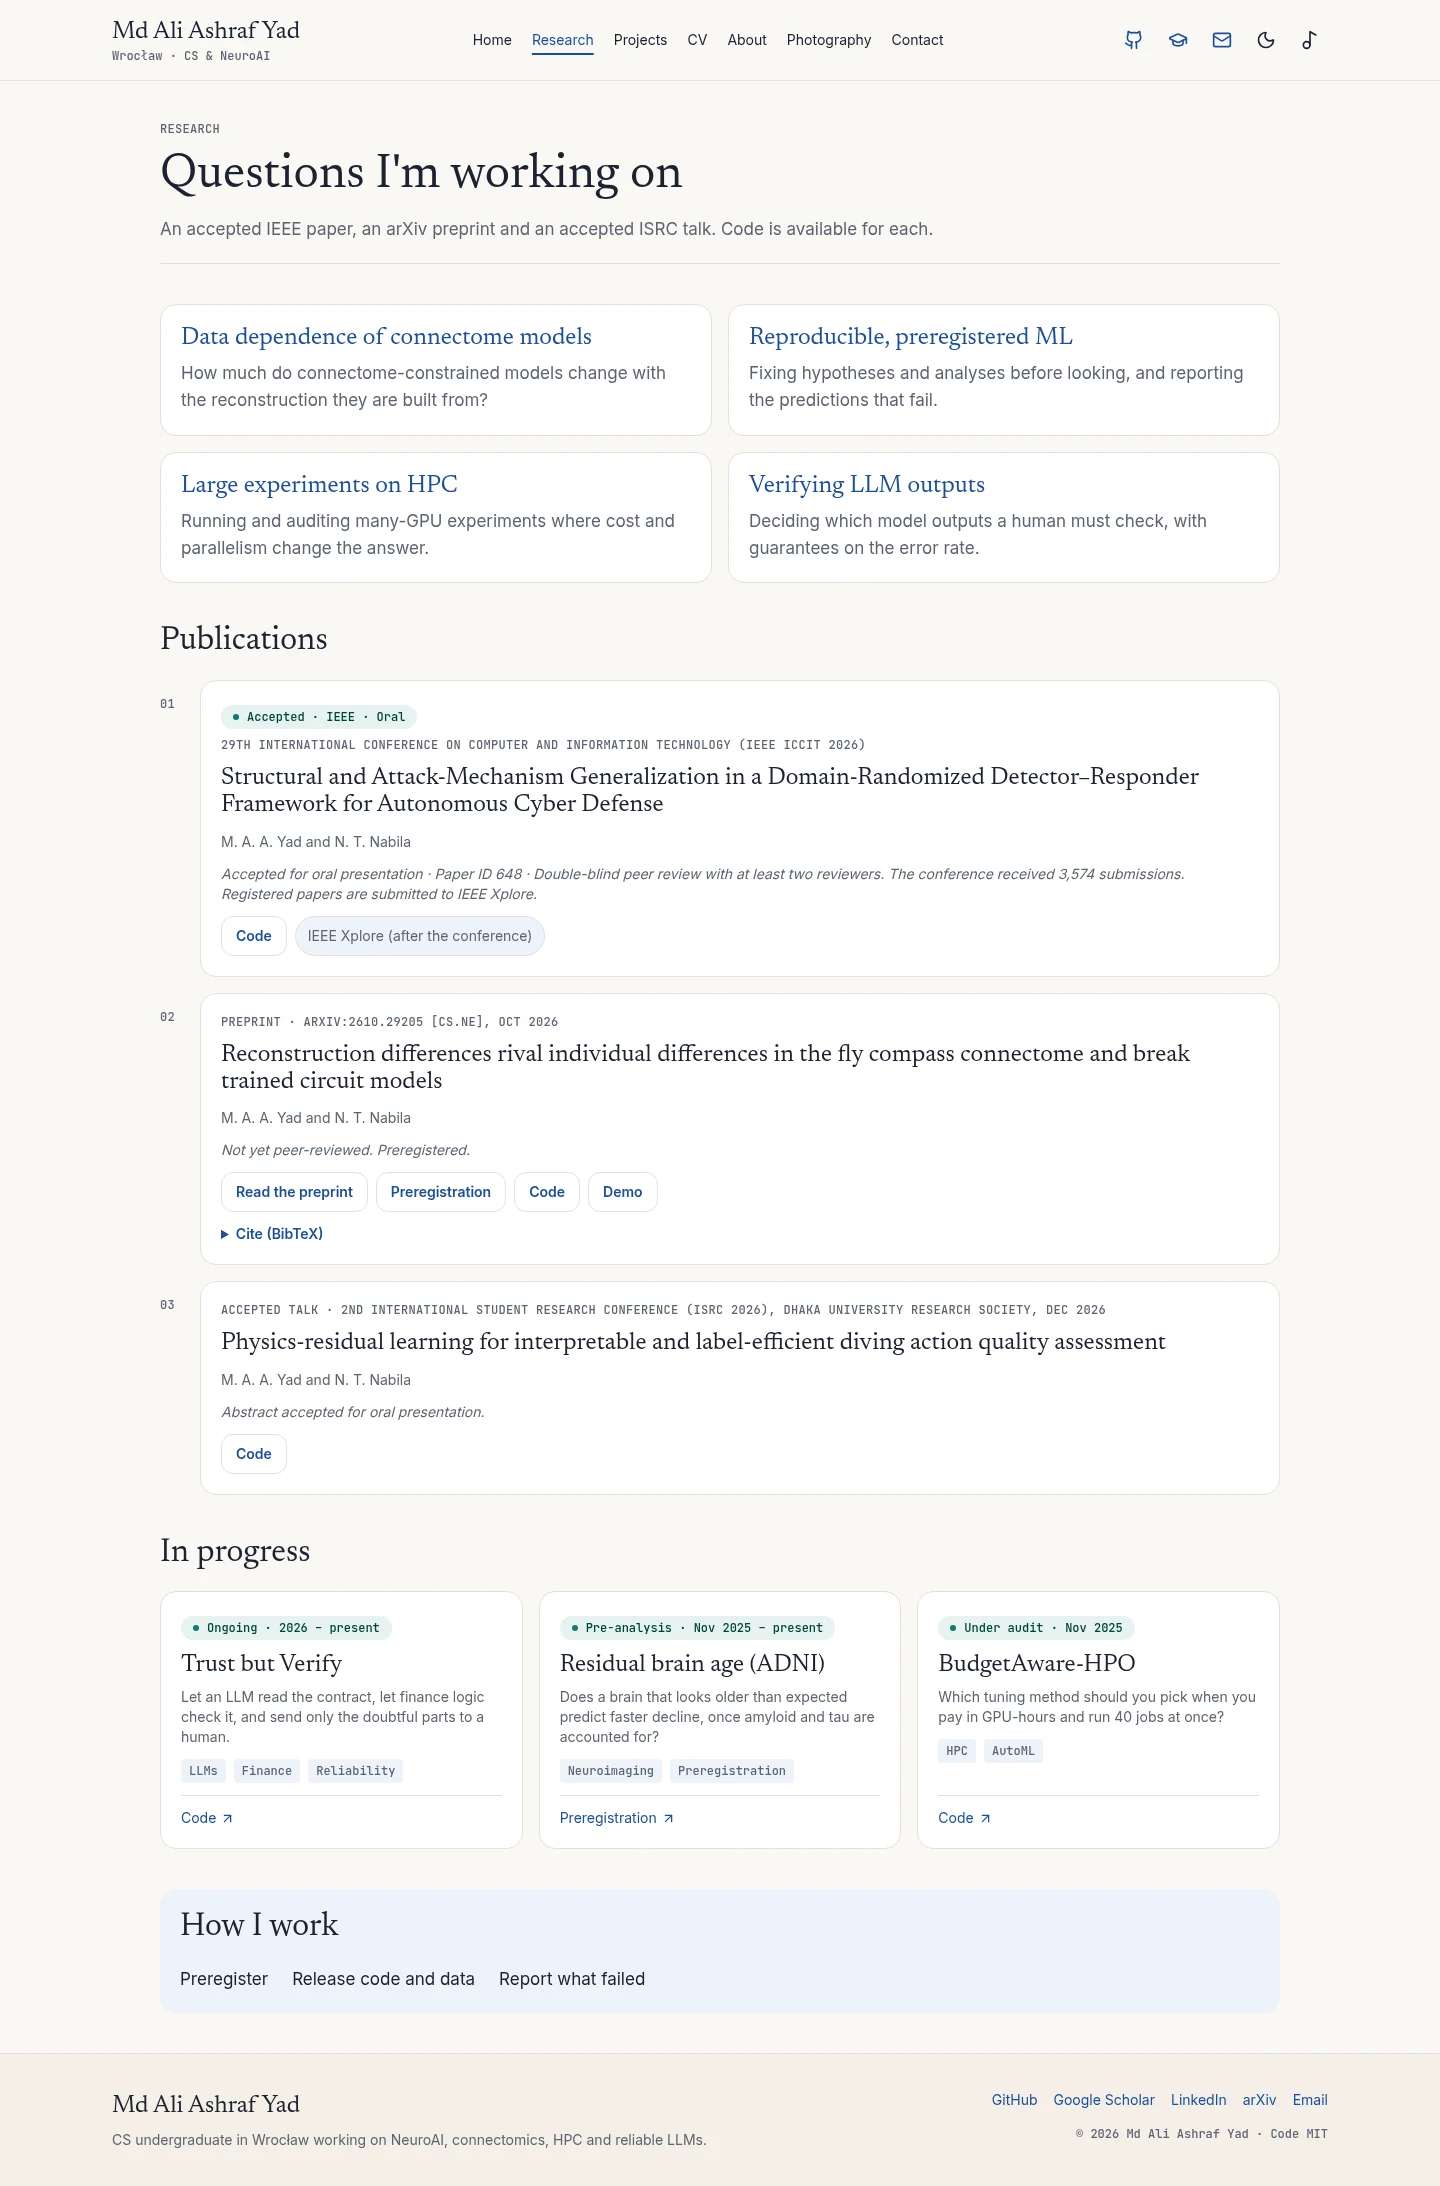 Md Ali Ashraf Yad
Wrocław · CS & NeuroAI
Home Research Projects CV About Photography Contact
RESEARCH
Questions I'm working on
An accepted IEEE paper, an arXiv preprint and an accepted ISRC talk. Code is available for each.
Data dependence of connectome models
How much do connectome-constrained models change with
the reconstruction they are built from?
Reproducible, preregistered ML
Fixing hypotheses and analyses before looking, and reporting
the predictions that fail.
Large experiments on HPC
Running and auditing many-GPU experiments where cost and
parallelism change the answer.
Verifying LLM outputs
Deciding which model outputs a human must check, with
guarantees on the error rate.
Publications
01
Accepted · IEEE · Oral
29TH INTERNATIONAL CONFERENCE ON COMPUTER AND INFORMATION TECHNOLOGY (IEEE ICCIT 2026)
Structural and Attack-Mechanism Generalization in a Domain-Randomized Detector–Responder
Framework for Autonomous Cyber Defense
M. A. A. Yad and N. T. Nabila
Accepted for oral presentation · Paper ID 648 · Double-blind peer review with at least two reviewers. The conference received 3,574 submissions.
Registered papers are submitted to IEEE Xplore.
Code IEEE Xplore (after the conference)
02
PREPRINT · ARXIV:2610.29205 [CS.NE], OCT 2026
Reconstruction differences rival individual differences in the fly compass connectome and break
trained circuit models
M. A. A. Yad and N. T. Nabila
Not yet peer-reviewed. Preregistered.
Read the preprint Preregistration Code Demo
Cite (BibTeX)
03
ACCEPTED TALK · 2ND INTERNATIONAL STUDENT RESEARCH CONFERENCE (ISRC 2026), DHAKA UNIVERSITY RESEARCH SOCIETY, DEC 2026
Physics-residual learning for interpretable and label-efficient diving action quality assessment
M. A. A. Yad and N. T. Nabila
Abstract accepted for oral presentation.
Code
In progress
Ongoing · 2026 – present
Trust but Verify
Let an LLM read the contract, let finance logic
check it, and send only the doubtful parts to a
human.
LLMs Finance Reliability
Code
Pre-analysis · Nov 2025 – present
Residual brain age (ADNI)
Does a brain that looks older than expected
predict faster decline, once amyloid and tau are
accounted for?
Neuroimaging Preregistration
Preregistration
Under audit · Nov 2025
BudgetAware-HPO
Which tuning method should you pick when you
pay in GPU-hours and run 40 jobs at once?
HPC AutoML
Code
How I work
Preregister Release code and data Report what failed
Md Ali Ashraf Yad
CS undergraduate in Wrocław working on NeuroAI, connectomics, HPC and reliable LLMs.
GitHub Google Scholar LinkedIn arXiv Email
© 2026 Md Ali Ashraf Yad · Code MIT